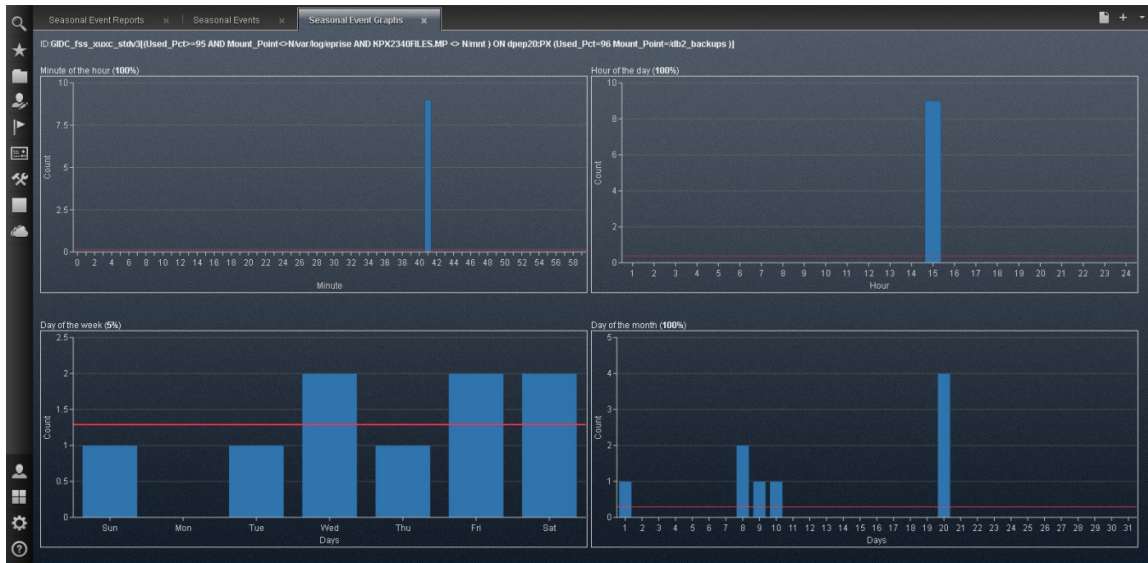 Seasonal Event Reports × Seasonal Events × Seasonal Event Graphs ×
ID:GIDC_fss_xuxc_stdv3[(Used_Pct>=95 AND Mount_Point<>N/var/log/eprise AND KPX2340FILES.MP <> N/mnt ) ON dpep20:PX (Used_Pct=96 Mount_Point=/db2_backups )]
Minute of the hour (100%)
10
7.5
5
2.5
0
Count
0 2 4 6 8 10 12 14 16 18 20 22 24 26 28 30 32 34 36 38 40 42 44 46 48 50 52 54 56 58
Minute
Hour of the day (100%)
10
8
6
4
2
0
Count
1 2 3 4 5 6 7 8 9 10 11 12 13 14 15 16 17 18 19 20 21 22 23 24
Hour
Day of the week (5%)
2.5
2
1.5
1
0.5
0
Count
Sun Mon Tue Wed Thu Fri Sat
Days
Day of the month (100%)
5
4
3
2
1
0
Count
1 2 3 4 5 6 7 8 9 10 11 12 13 14 15 16 17 18 19 20 21 22 23 24 25 26 27 28 29 30 31
Days